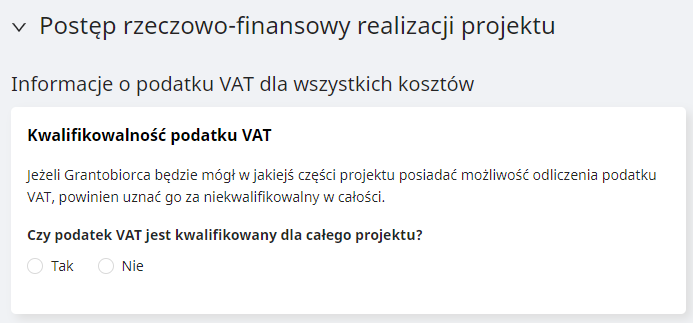 Postęp rzeczowo-finansowy realizacji projektu
Informacje o podatku VAT dla wszystkich kosztów
Kwalifikowalność podatku VAT
Jeżeli Grantobiorca będzie mógł w jakiejś części projektu posiadać możliwość odliczenia podatku
VAT, powinien uznać go za niekwalifikowalny w całości.
Czy podatek VAT jest kwalifikowany dla całego projektu?
Tak Nie